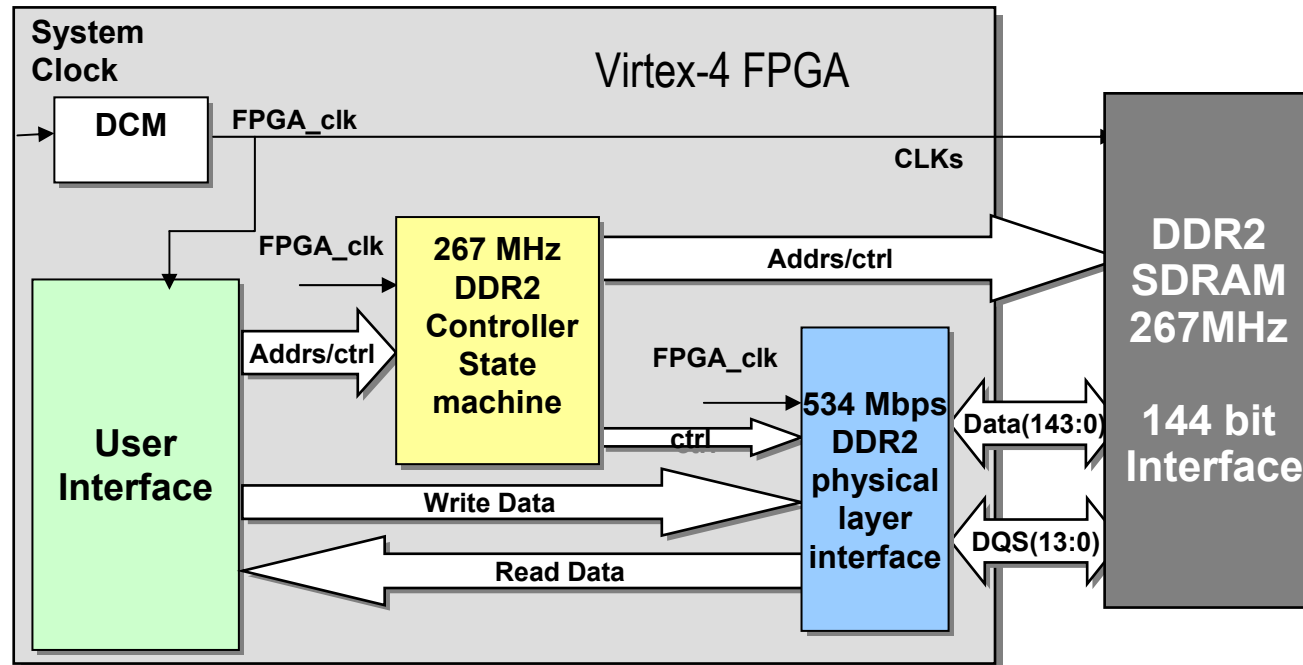 System
Clock
Virtex-4 FPGA
DCM
FPGA_clk
CLKs
FPGA_clk
267 MHz
DDR2
Controller
State
machine
Addrs/ctrl
DDR2
SDRAM
267MHz
144 bit
Interface
Addrs/ctrl
FPGA_clk
534 Mbps
DDR2
physical
layer
interface
ctrl
Data(143:0)
User
Interface
Write Data
DQS(13:0)
Read Data